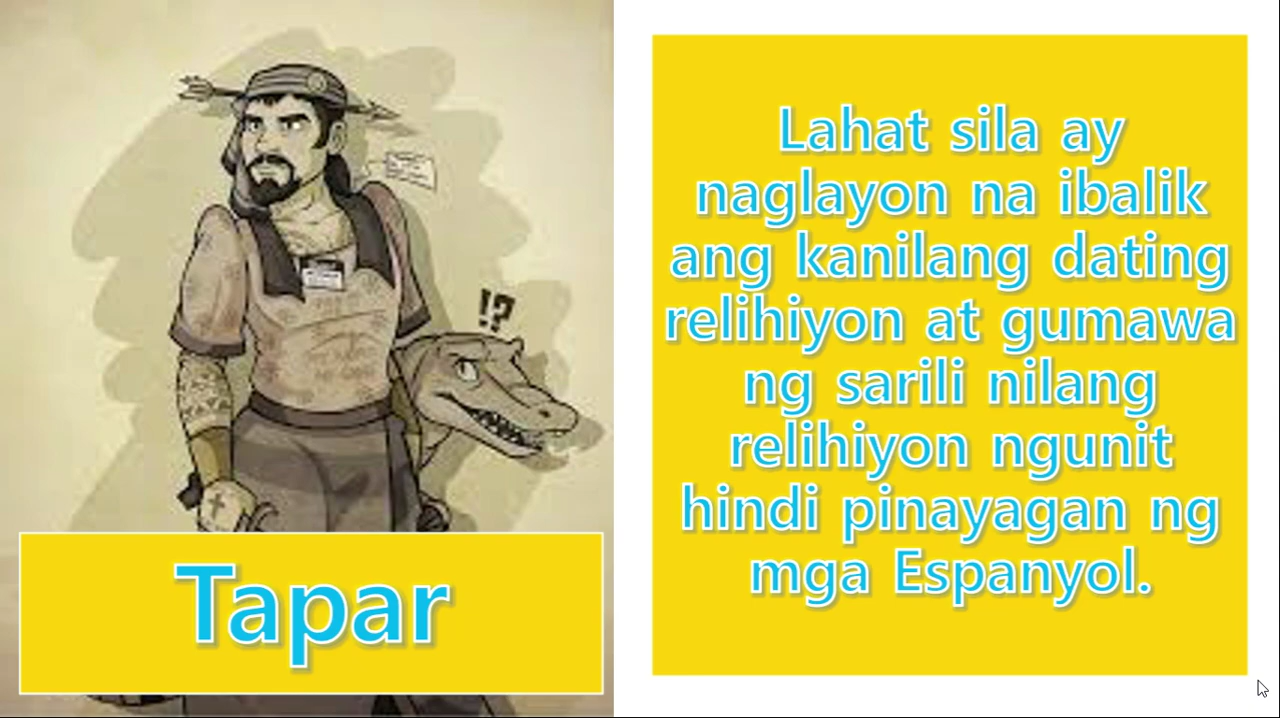 !?
Tapar
Lahat sila ay
naglayon na ibalik
ang kanilang dating
relihiyon at gumawa
ng sarili nilang
relihiyon ngunit
hindi pinayagan ng
mga Espanyol.